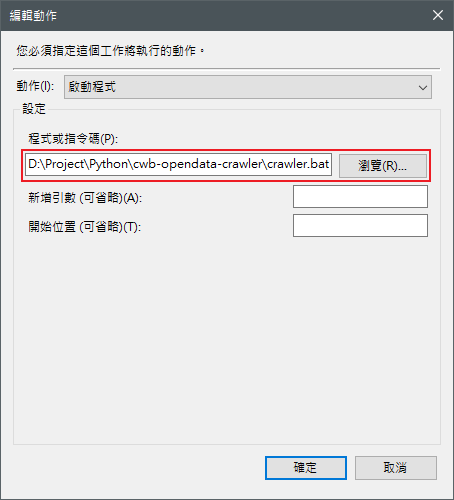 編輯動作
您必須指定這個工作將執行的動作。
動作(I): 啟動程式
設定
程式或指令碼(P):
D:\Project\Python\cwb-opendata-crawler\crawler.bat 瀏覽(R)...
新增引數 (可省略)(A):
開始位置 (可省略)(T):
確定 取消